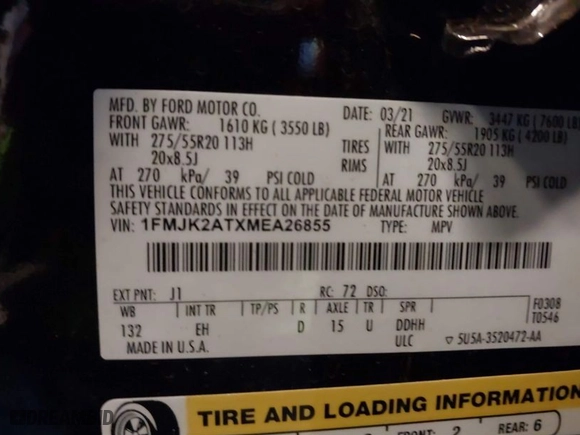 MFD. BY FORD MOTOR CO.
DATE: 03/21 GVWR: 3447 KG (7600 LB)
FRONT GAWR: 1610 KG (3550 LB) REAR GAWR: 1905 KG (4200 LB)
WITH 275/55R20 113H TIRES WITH 275/55R20 113H
20x8.5J RIMS 20x8.5J
AT 270 kPa/ 39 PSI COLD AT 270 kPa/ 39 PSI COLD
THIS VEHICLE CONFORMS TO ALL APPLICABLE FEDERAL MOTOR VEHICLE
SAFETY STANDARDS IN EFFECT ON THE DATE OF MANUFACTURE SHOWN ABOVE.
VIN: 1FMJK2ATXMEA26855 TYPE: MPV
EXT PNT: J1 RC: 72 DSO: F0308
WB INT TR TP/PS R AXLE TR SPR T0546
132 EH D 15 U DDHH
MADE IN U.S.A. ULC ▽ 5U5A-3520472-AA
TIRE AND LOADING INFORMATION
FRONT: 2 REAR: 6